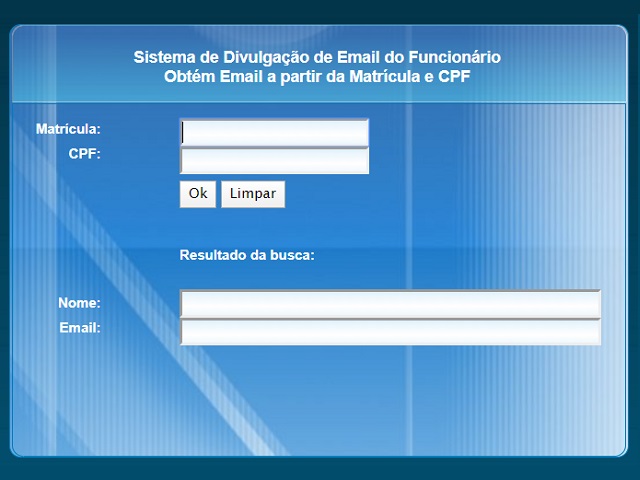 Sistema de Divulgação de Email do Funcionário
Obtém Email a partir da Matrícula e CPF
Matrícula:
CPF:
Ok Limpar
Resultado da busca:
Nome:
Email: